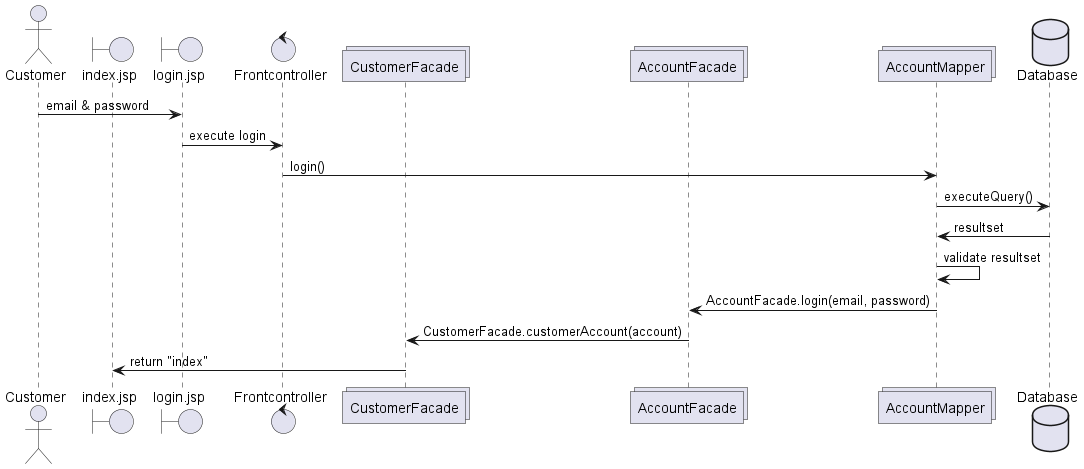 Customer
index.jsp
login.jsp
Frontcontroller
CustomerFacade
AccountFacade
AccountMapper
Database
email & password
execute login
login()
executeQuery()
resultset
validate resultset
AccountFacade.login(email, password)
CustomerFacade.customerAccount(account)
return "index"
Customer
index.jsp
login.jsp
Frontcontroller
CustomerFacade
AccountFacade
AccountMapper
Database